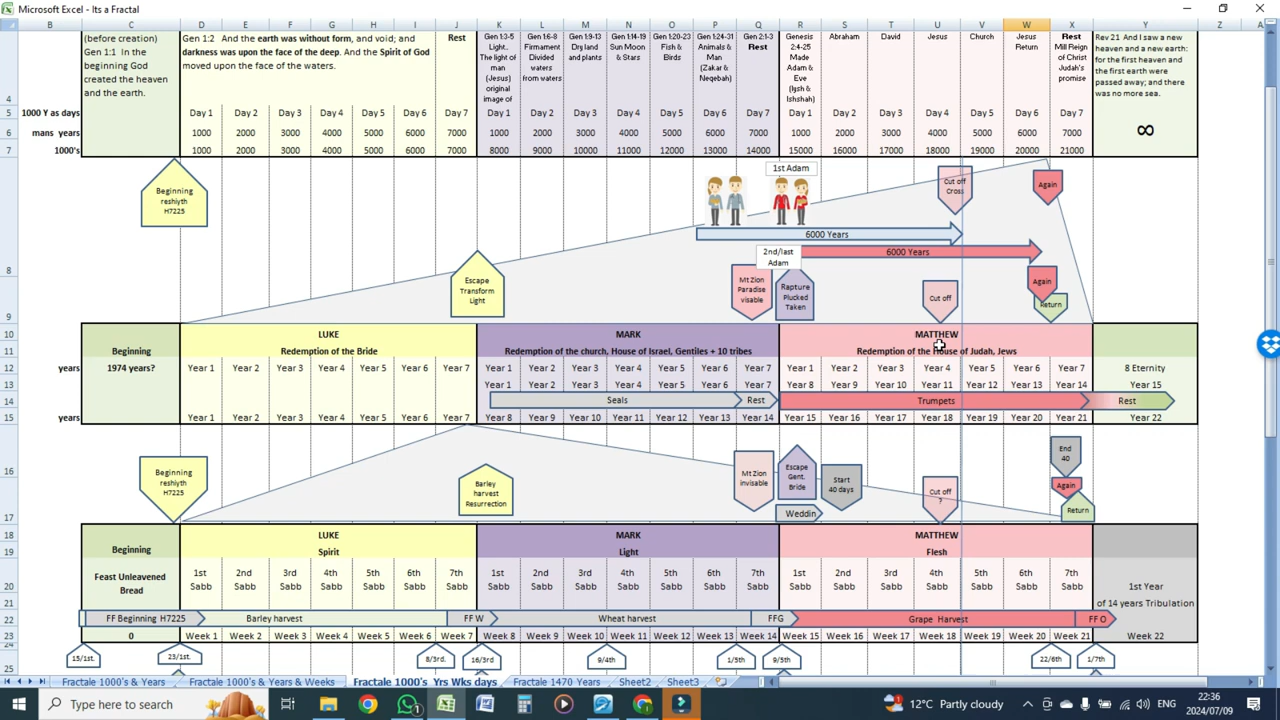 Microsoft Excel - Its a Fractal
B C D E F G H I J K L M N O P Q R S T U V W X Y Z
4
(before creation)
Gen 1:1 In the
beginning God
created the heaven
and the earth.
Gen 1:2 And the earth was without form, and void; and
darkness was upon the face of the deep. And the Spirit of God
moved upon the face of the waters.
Rest
Gen 1:3-5
Light..
The light of
man
(Jesus)
original
image of
Gen 1:6-8
Firmament
Divided
waters
from waters
Gen 1:9-13
Dry land
and plants
Gen 1:14-19
Sun Moon
& Stars
Gen 1:20-23
Fish &
Birds
Gen 1:24-31
Animals &
Man
(Zakar &
Neqebah)
Gen 2:1-3
Rest
Genesis
2:4-25
Made
Adam &
Eve
(Iysh &
Ishshah)
Abraham
David
Jesus
Church
Jesus
Return
Rest
Mill Reign
of Christ
Judah's
promise
Rev 21 And I saw a new
heaven and a new earth:
for the first heaven and
the first earth were
passed away; and there
was no more sea.
5 1000 Y as days Day 1 Day 2 Day 3 Day 4 Day 5 Day 6 Day 7 Day 1 Day 2 Day 3 Day 4 Day 5 Day 6 Day 7 Day 1 Day 2 Day 3 Day 4 Day 5 Day 6 Day 7
6 mans years 1000 2000 3000 4000 5000 6000 7000 1000 2000 3000 4000 5000 6000 7000 1000 2000 3000 4000 5000 6000 7000 ∞
7 1000's 1000 2000 3000 4000 5000 6000 7000 8000 9000 10000 11000 12000 13000 14000 15000 16000 17000 18000 19000 20000 21000
Beginning
reshiyth
H7225
1st Adam
Cut off
Cross
Again
6000 Years
2nd/last
Adam
6000 Years
8
Escape
Transform
Light
Mt Zion
Paradise
visable
Rapture
Plucked
Taken
Cut off
Again
Return
9
10 LUKE MARK MATTHEW
11 Beginning Redemption of the Bride Redemption of the church, House of Israel, Gentiles + 10 tribes Redemption of the House of Judah, Jews
12 years 1974 years? Year 1 Year 2 Year 3 Year 4 Year 5 Year 6 Year 7 Year 1 Year 2 Year 3 Year 4 Year 5 Year 6 Year 7 Year 1 Year 2 Year 3 Year 4 Year 5 Year 6 Year 7 8 Eternity
13 Year 1 Year 2 Year 3 Year 4 Year 5 Year 6 Year 7 Year 8 Year 9 Year 10 Year 11 Year 12 Year 13 Year 14 Year 15
14 Seals Rest Trumpets Rest
15 years Year 1 Year 2 Year 3 Year 4 Year 5 Year 6 Year 7 Year 8 Year 9 Year 10 Year 11 Year 12 Year 13 Year 14 Year 15 Year 16 Year 17 Year 18 Year 19 Year 20 Year 21 Year 22
16
Beginning
reshiyth
H7225
Barley
harvest
Resurrection
Mt Zion
invisable
Escape
Gent.
Bride
Start
40 days
Cut off
?
End
40
Again
Return
17
Weddin
18 LUKE MARK MATTHEW
19 Beginning Spirit Light Flesh
20
Feast Unleavened
Bread
1st
Sabb
2nd
Sabb
3rd
Sabb
4th
Sabb
5th
Sabb
6th
Sabb
7th
Sabb
1st
Sabb
2nd
Sabb
3rd
Sabb
4th
Sabb
5th
Sabb
6th
Sabb
7th
Sabb
1st
Sabb
2nd
Sabb
3rd
Sabb
4th
Sabb
5th
Sabb
6th
Sabb
7th
Sabb
1st Year
21 of 14 years Tribulation
22 FF Beginning H7225 Barley harvest FF W Wheat harvest FFG Grape Harvest FF O
23 0 Week 1 Week 2 Week 3 Week 4 Week 5 Week 6 Week 7 Week 8 Week 9 Week 10 Week 11 Week 12 Week 13 Week 14 Week 15 Week 16 Week 17 Week 18 Week 19 Week 20 Week 21 Week 22
24
25 15/1st. 23/1st. 8/3rd. 16/3rd 9/4th 1/5th 9/5th 22/6th 1/7th
Fractale 1000's & Years Fractale 1000's & Years & Weeks Fractale 1000's Yrs Wks days Fractale 1470 Years Sheet2 Sheet3
Type here to search
1
12°C Partly cloudy
ENG
22:36
2024/07/09